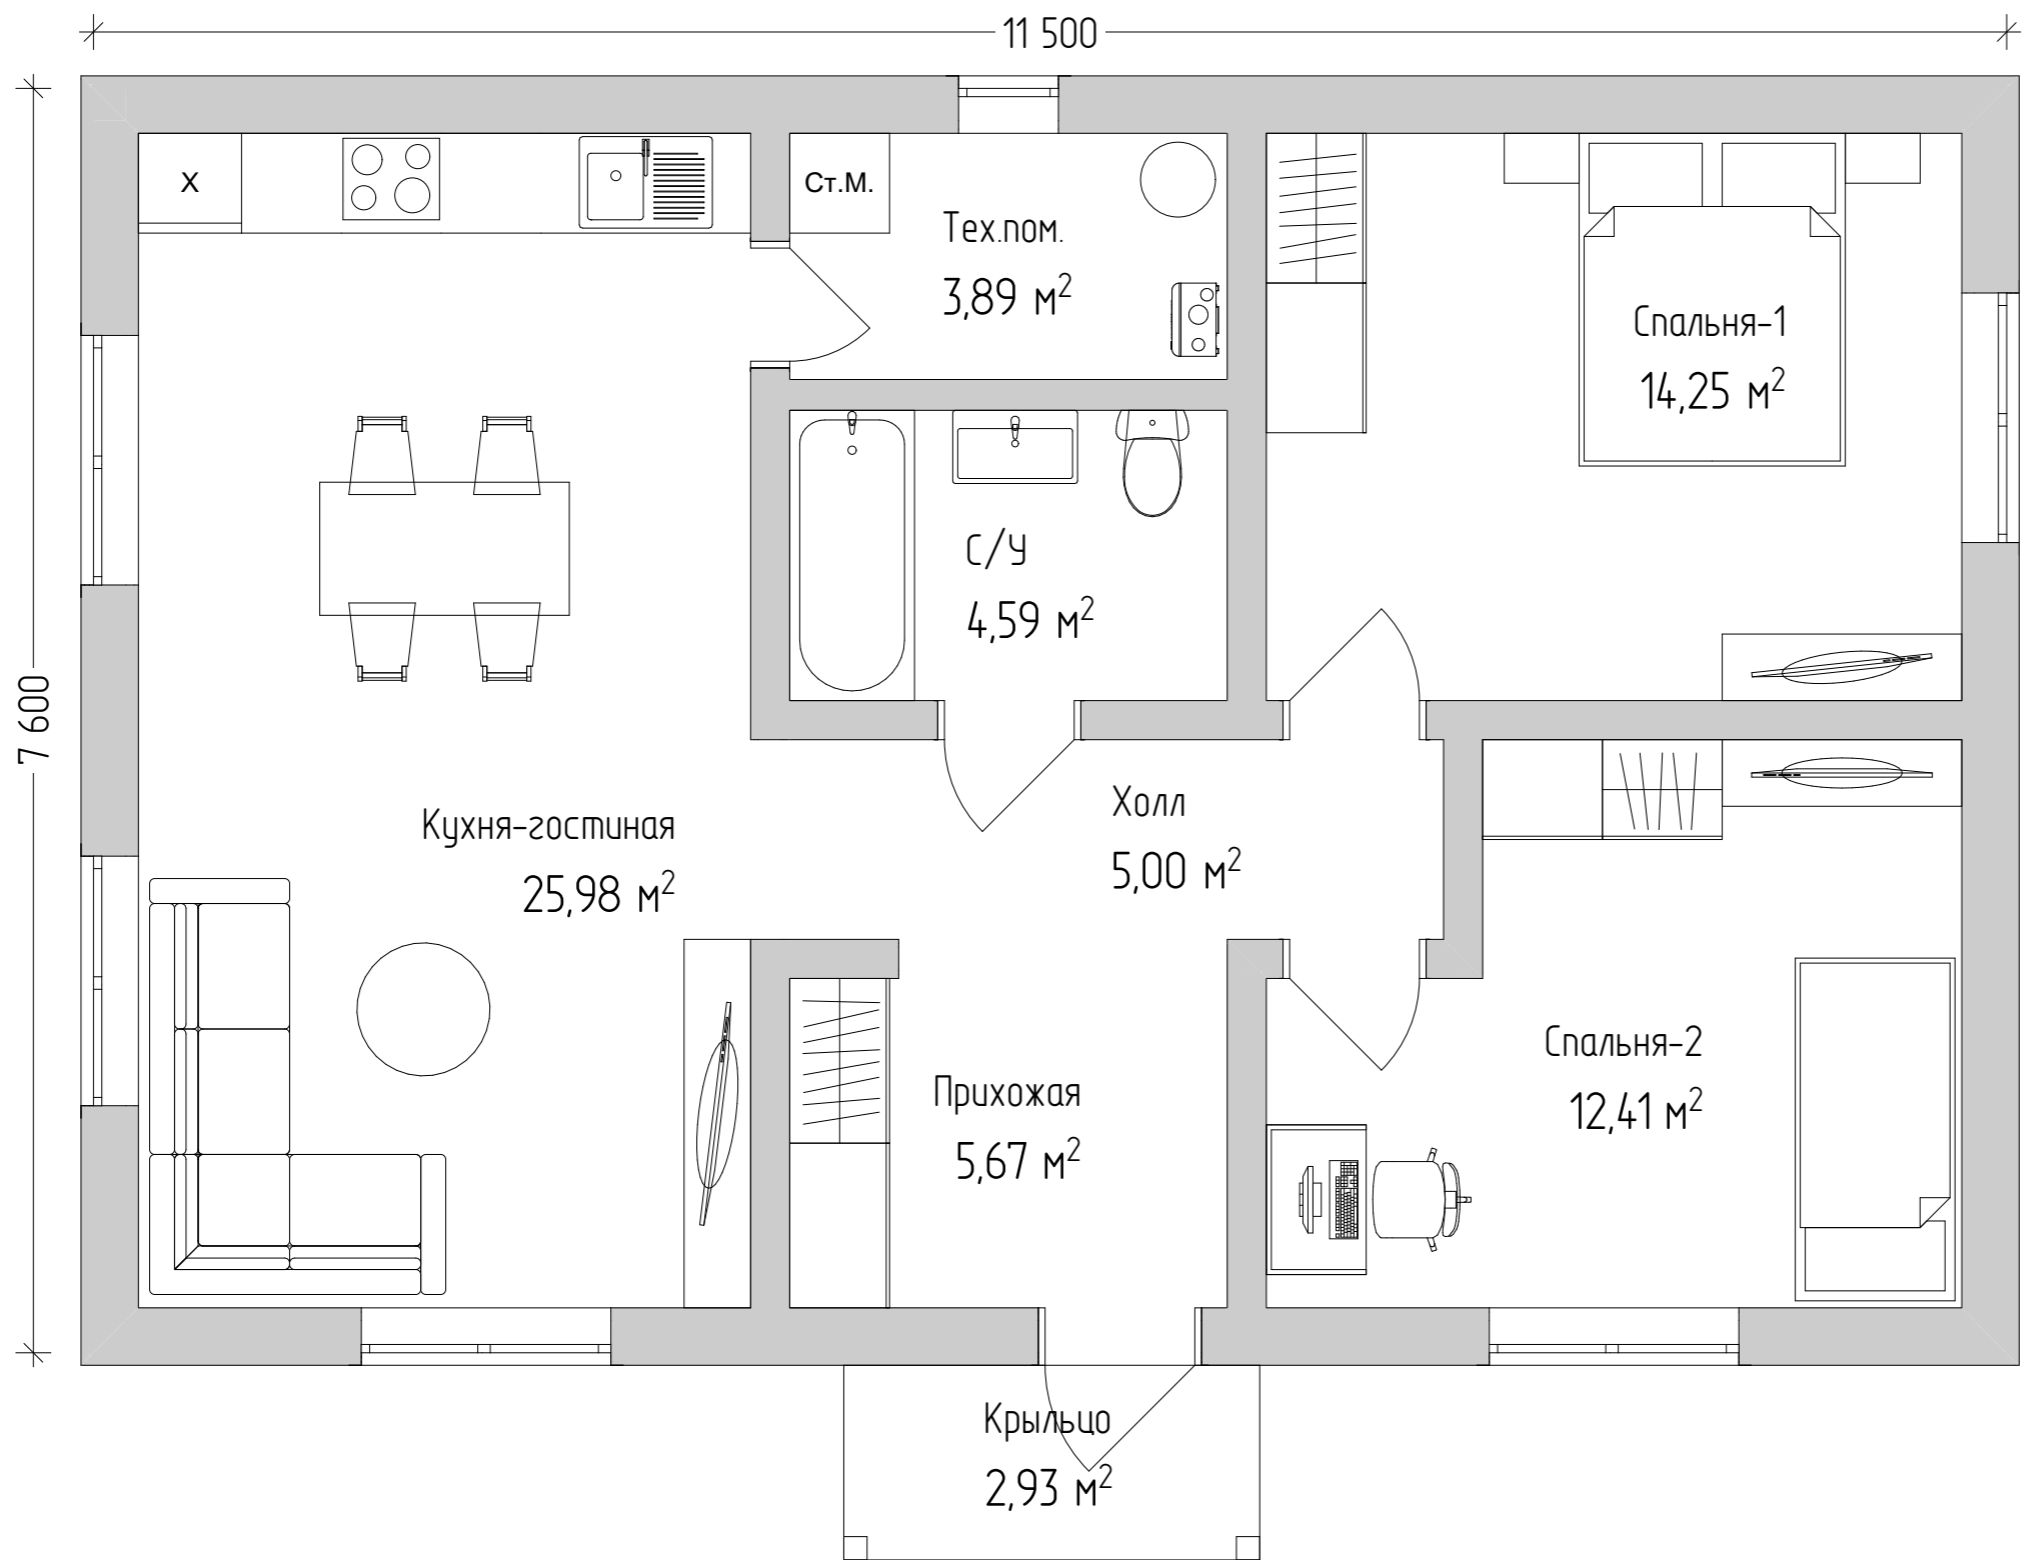 11 500
7 600
X
Ст.М.
Тех.пом.
3,89 м²
Спальня-1
14,25 м²
С/У
4,59 м²
Кухня-гостиная
25,98 м²
Холл
5,00 м²
Прихожая
5,67 м²
Спальня-2
12,41 м²
Крыльцо
2,93 м²